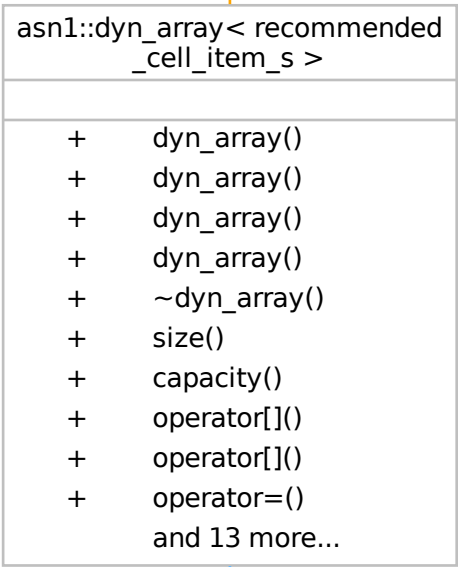 asn1::dyn_array< recommended
_cell_item_s >
+ dyn_array()
+ dyn_array()
+ dyn_array()
+ dyn_array()
+ ~dyn_array()
+ size()
+ capacity()
+ operator[]()
+ operator[]()
+ operator=()
and 13 more...